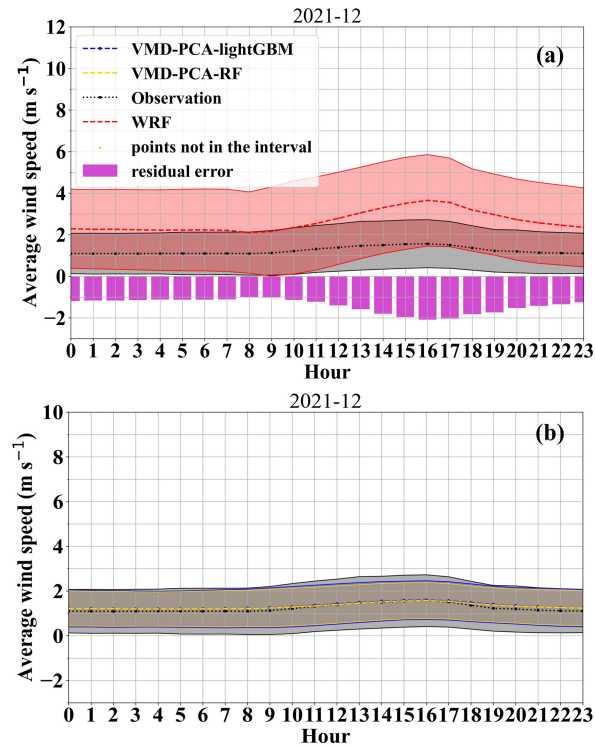 2021-12
(a)
VMD-PCA-lightGBM
VMD-PCA-RF
Observation
WRF
points not in the interval
residual error
Average wind speed (m s⁻¹)
12
10
8
6
4
2
0
−2
0 1 2 3 4 5 6 7 8 9 10 11 12 13 14 15 16 17 18 19 20 21 22 23
Hour
2021-12
(b)
Average wind speed (m s⁻¹)
10
8
6
4
2
0
−2
0 1 2 3 4 5 6 7 8 9 10 11 12 13 14 15 16 17 18 19 20 21 22 23
Hour